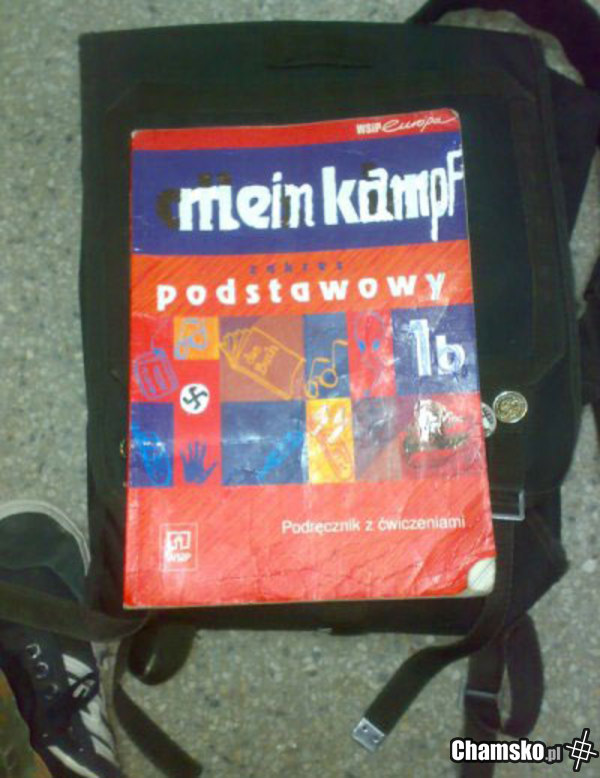 WSiP europa
mein kampf
zakres
podstawowy
1b
Podręcznik z ćwiczeniami
WSiP
Chamsko.pl